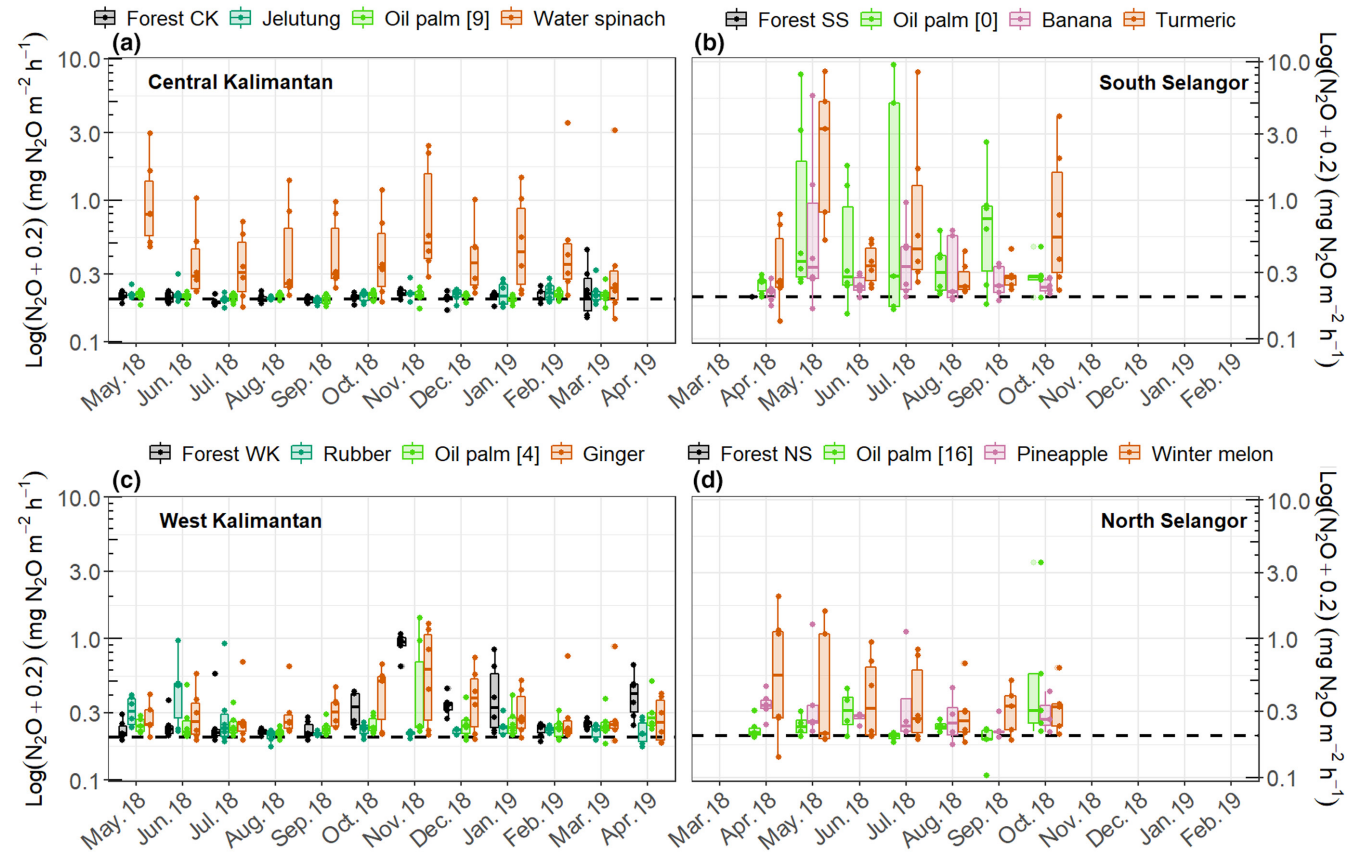 Forest CK Jelutung Oil palm [9] Water spinach
Forest SS Oil palm [0] Banana Turmeric
(a)
Central Kalimantan
Log(N₂O + 0.2) (mg N₂O m⁻² h⁻¹)
10.0
3.0
1.0
0.3
0.1
May. 18 Jun. 18 Jul. 18 Aug. 18 Sep. 18 Oct. 18 Nov. 18 Dec. 18 Jan. 19 Feb. 19 Mar. 19 Apr. 19
(b)
South Selangor
10.0
3.0
1.0
0.3
0.1
Log(N₂O + 0.2) (mg N₂O m⁻² h⁻¹)
Mar. 18 Apr. 18 May. 18 Jun. 18 Jul. 18 Aug. 18 Sep. 18 Oct. 18 Nov. 18 Dec. 18 Jan. 19 Feb. 19
Forest WK Rubber Oil palm [4] Ginger
Forest NS Oil palm [16] Pineapple Winter melon
(c)
West Kalimantan
Log(N₂O + 0.2) (mg N₂O m⁻² h⁻¹)
10.0
3.0
1.0
0.3
0.1
May. 18 Jun. 18 Jul. 18 Aug. 18 Sep. 18 Oct. 18 Nov. 18 Dec. 18 Jan. 19 Feb. 19 Mar. 19 Apr. 19
(d)
North Selangor
10.0
3.0
1.0
0.3
0.1
Log(N₂O + 0.2) (mg N₂O m⁻² h⁻¹)
Mar. 18 Apr. 18 May. 18 Jun. 18 Jul. 18 Aug. 18 Sep. 18 Oct. 18 Nov. 18 Dec. 18 Jan. 19 Feb. 19